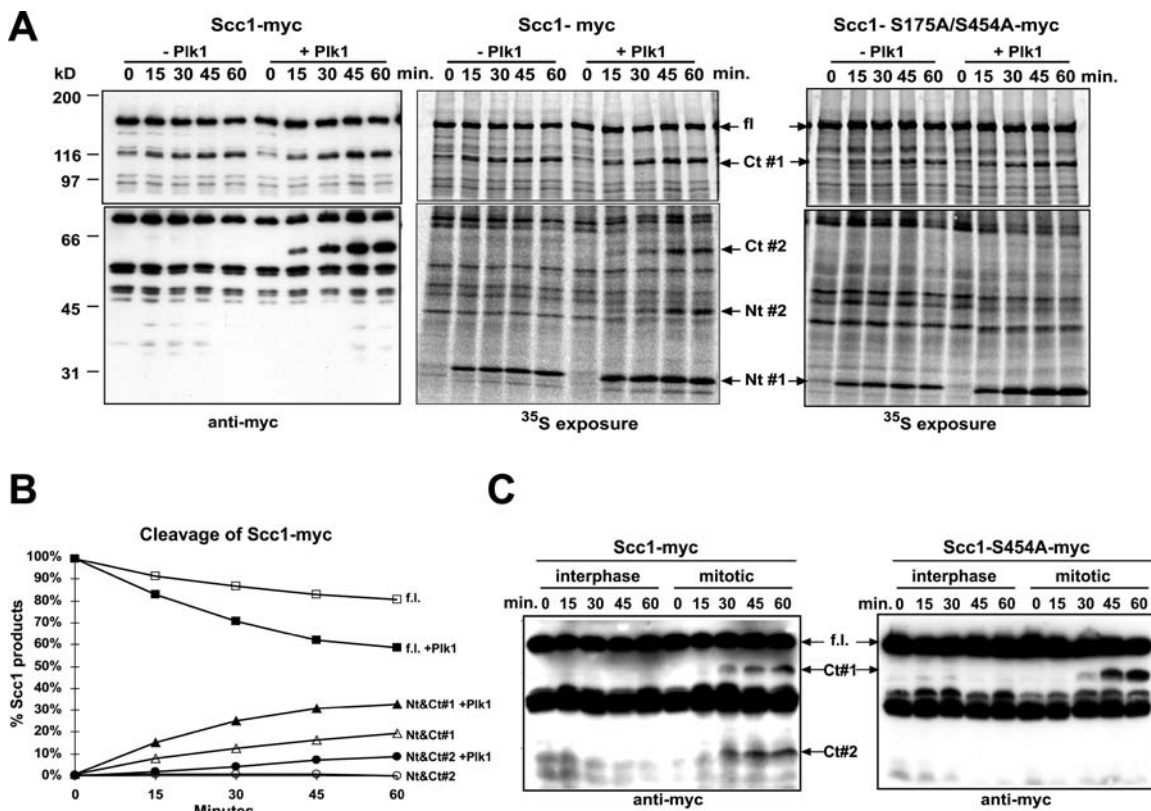 A
Scc1-myc
- Plk1 + Plk1
0 15 30 45 60 0 15 30 45 60 min.
kD
200
116
97
66
45
31
anti-myc
Scc1- myc
- Plk1 + Plk1
0 15 30 45 60 0 15 30 45 60
fl
Ct #1
Ct #2
Nt #2
Nt #1
35S exposure
Scc1- S175A/S454A-myc
- Plk1 + Plk1
0 15 30 45 60 0 15 30 45 60 min.
35S exposure
B
Cleavage of Scc1-myc
% Scc1 products
100%
90%
80%
70%
60%
50%
40%
30%
20%
10%
0%
f.l.
f.l. +Plk1
Nt&Ct#1 +Plk1
Nt&Ct#1
Nt&Ct#2 +Plk1
Nt&Ct#2
0 15 30 45 60
Minutes
C
Scc1-myc
interphase mitotic
min. 0 15 30 45 60 0 15 30 45 60
f.l.
Ct#1
Ct#2
anti-myc
Scc1-S454A-myc
interphase mitotic
min. 0 15 30 45 60 0 15 30 45 60
anti-myc